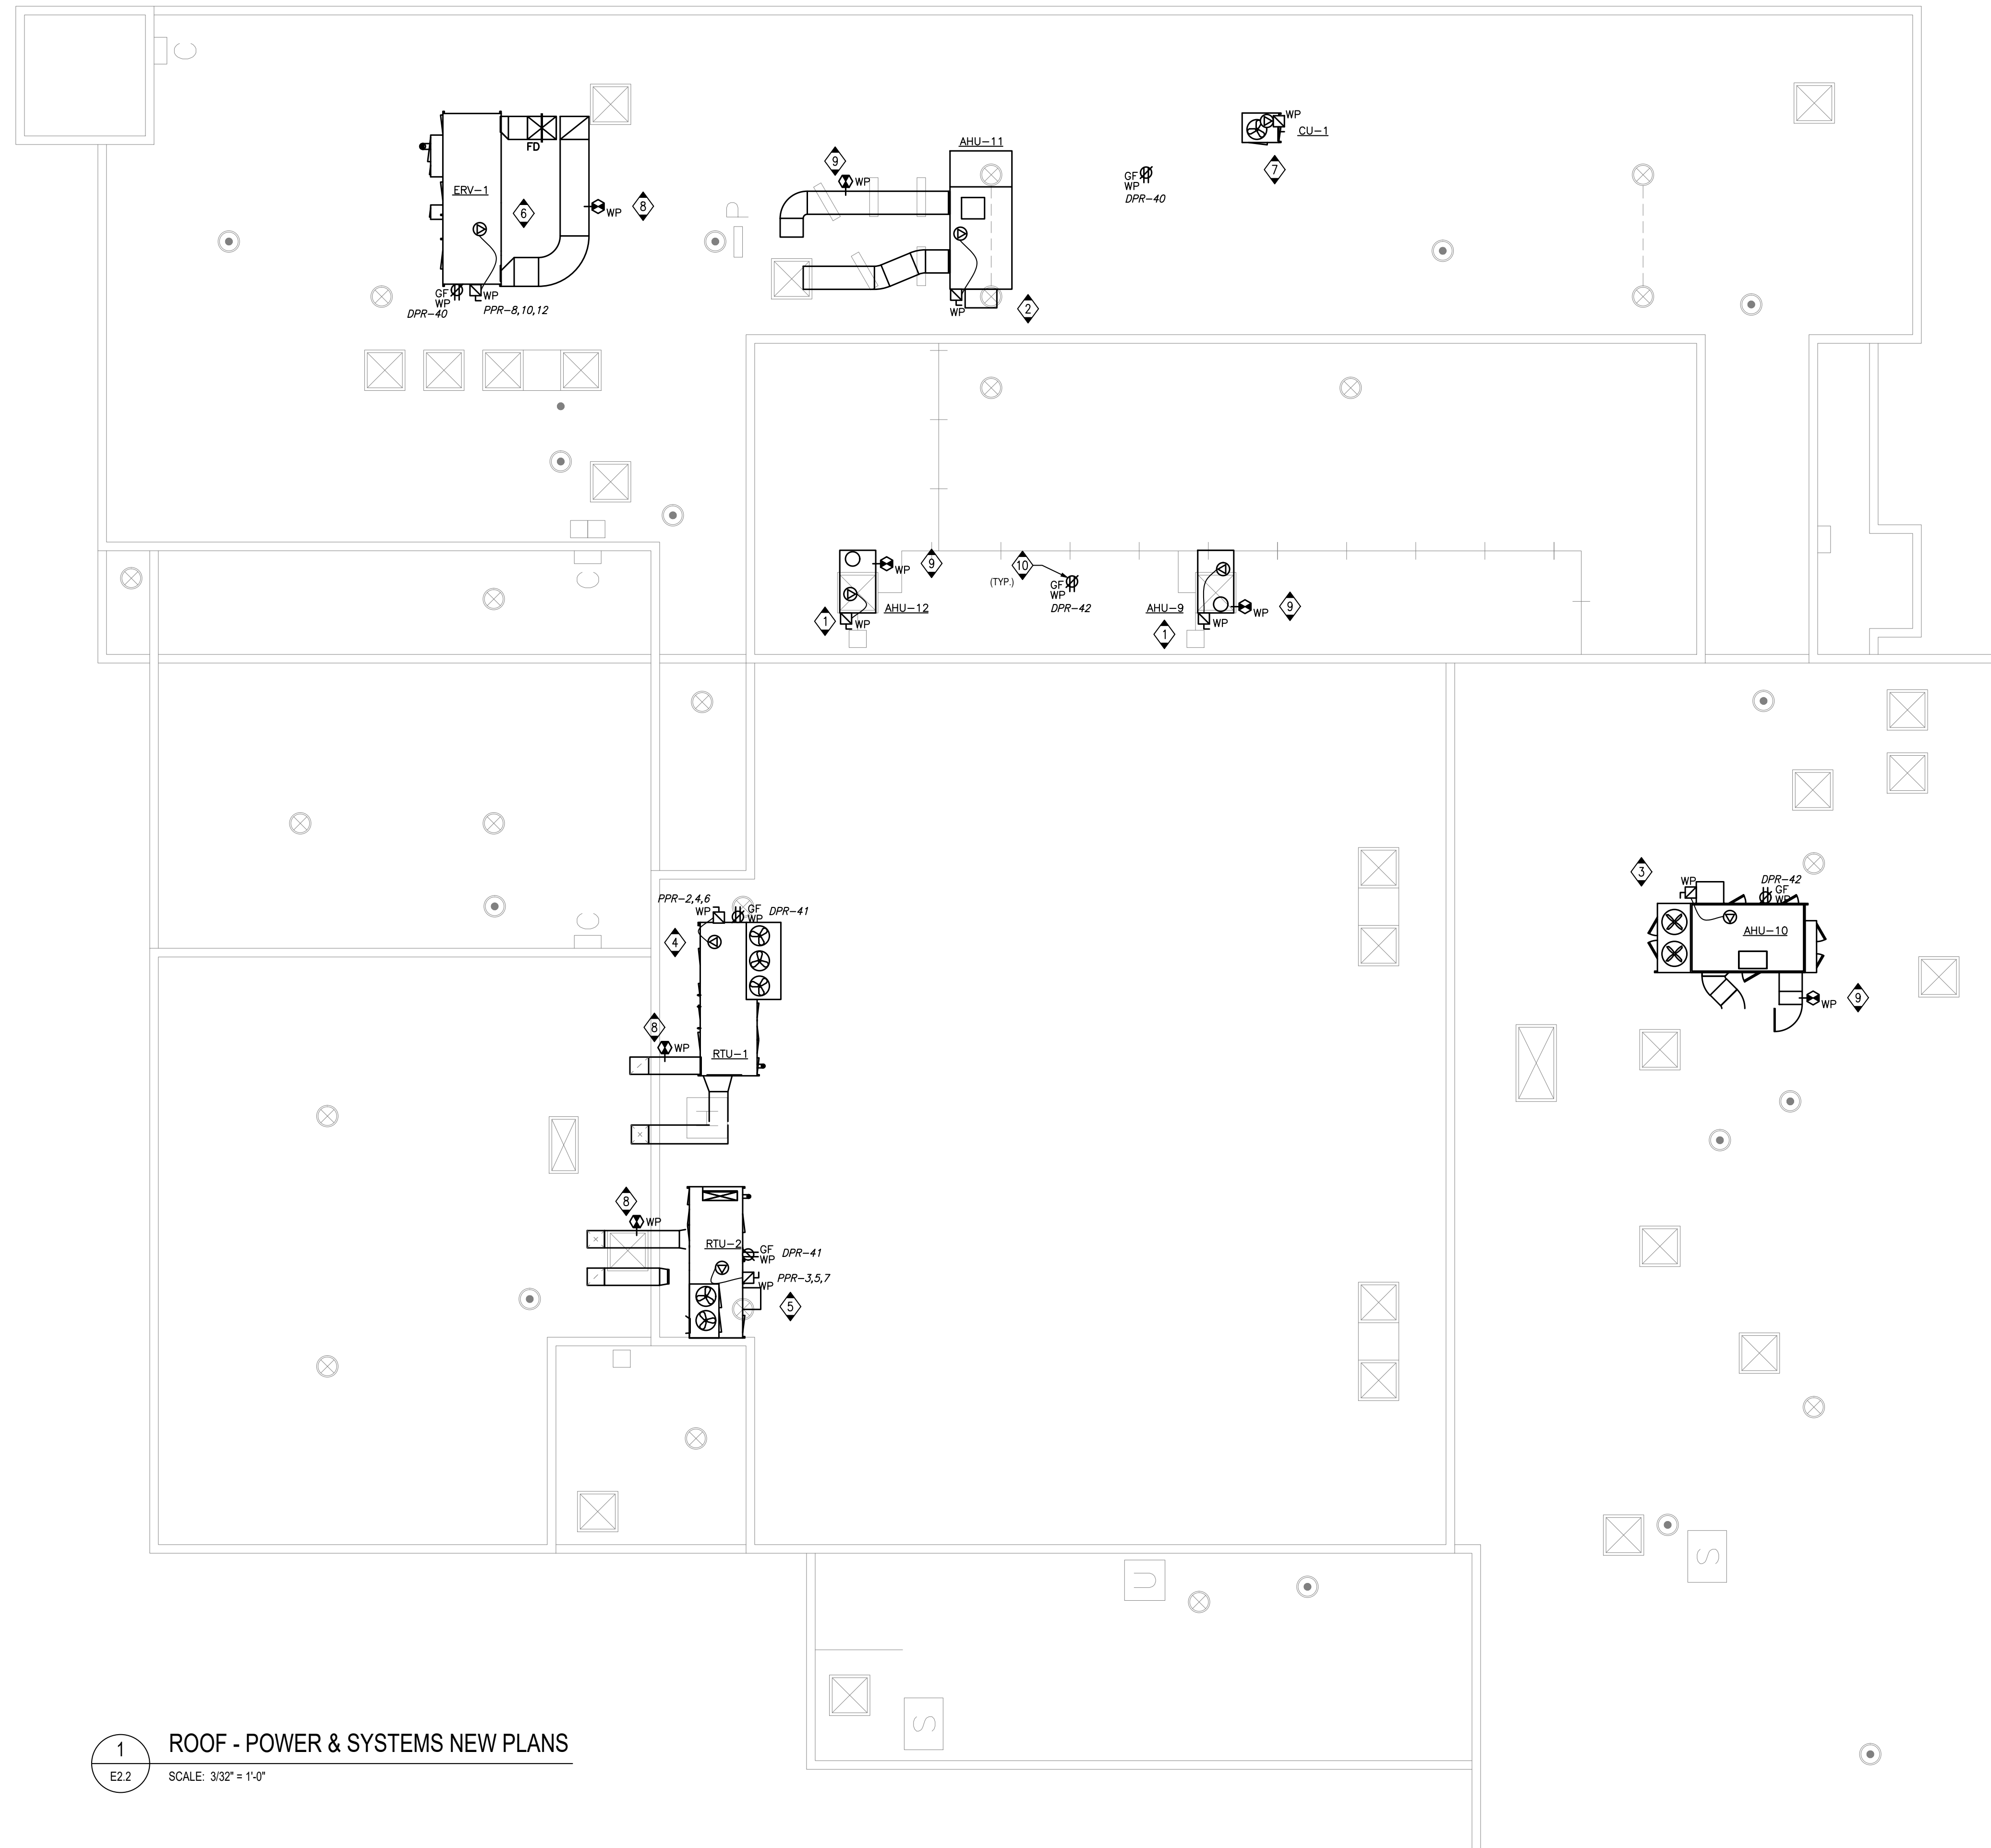 C
WP
CU-1
7
AHU-11
9
WP
GF
WP
DPR-40
FD
ERV-1
6
8
WP
P
GF
WP
DPR-40
WP
PPR-8,10,12
WP
2
C
9
WP
10
(TYP.)
GF
WP
DPR-42
AHU-12
1
WP
AHU-9
1
WP
WP
9
3
WP
DPR-42
GF
WP
AHU-10
WP
9
PPR-2,4,6
WP
GF
WP
DPR-41
4
C
8
WP
RTU-1
H
8
WP
RTU-2
GF
WP
DPR-41
PPR-3,5,7
WP
5
U
S
S
1
E2.2
ROOF - POWER & SYSTEMS NEW PLANS
SCALE: 3/32" = 1'-0"